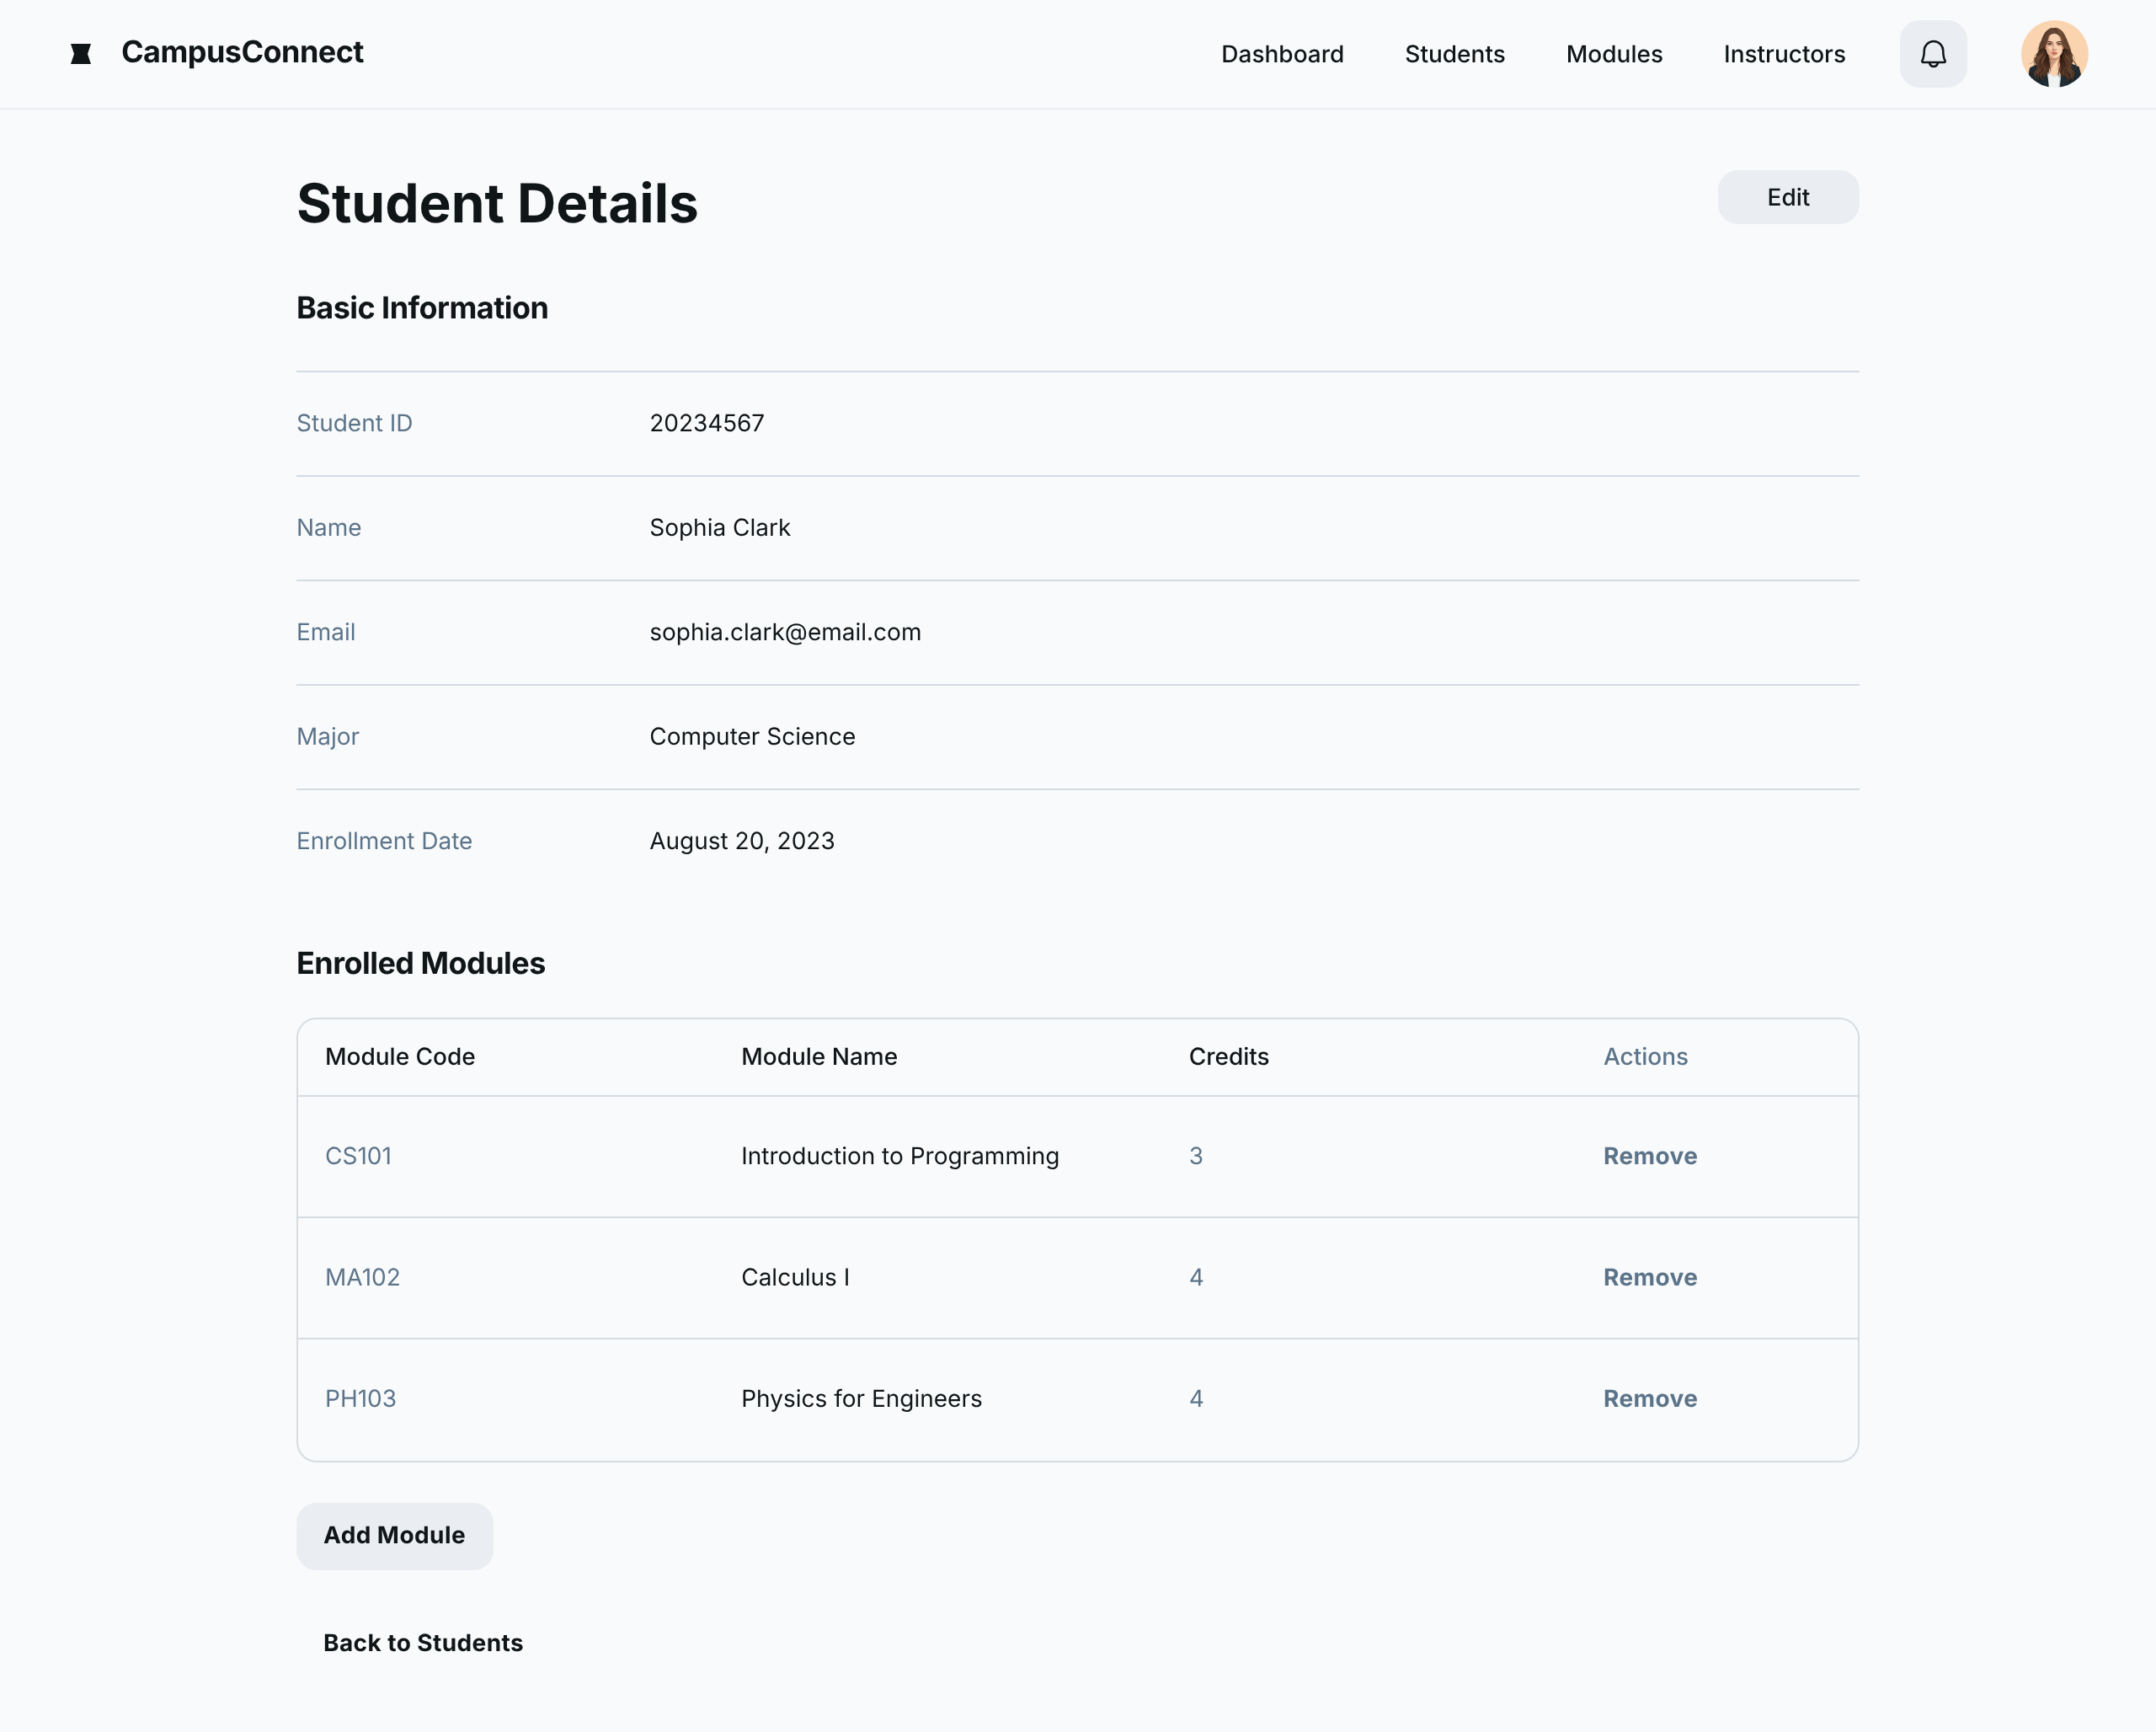 CampusConnect
Dashboard Students Modules Instructors
Student Details
Edit
Basic Information
Student ID 20234567
Name Sophia Clark
Email sophia.clark@email.com
Major Computer Science
Enrollment Date August 20, 2023
Enrolled Modules
Module Code Module Name Credits Actions
CS101 Introduction to Programming 3 Remove
MA102 Calculus I 4 Remove
PH103 Physics for Engineers 4 Remove
Add Module
Back to Students